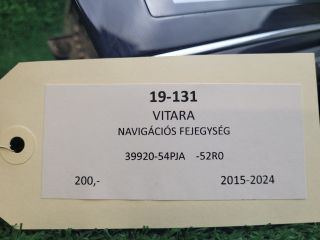 19-131
VITARA
NAVIGÁCIÓS FEJEGYSÉG
39920-54PJA -52R0
200,- 2015-2024